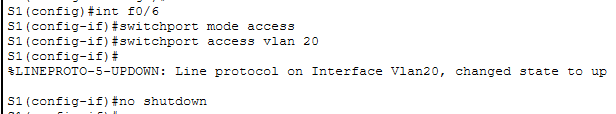 S1(config)#int f0/6
S1(config-if)#switchport mode access
S1(config-if)#switchport access vlan 20
S1(config-if)#
%LINEPROTO-5-UPDOWN: Line protocol on Interface Vlan20, changed state to up
S1(config-if)#no shutdown